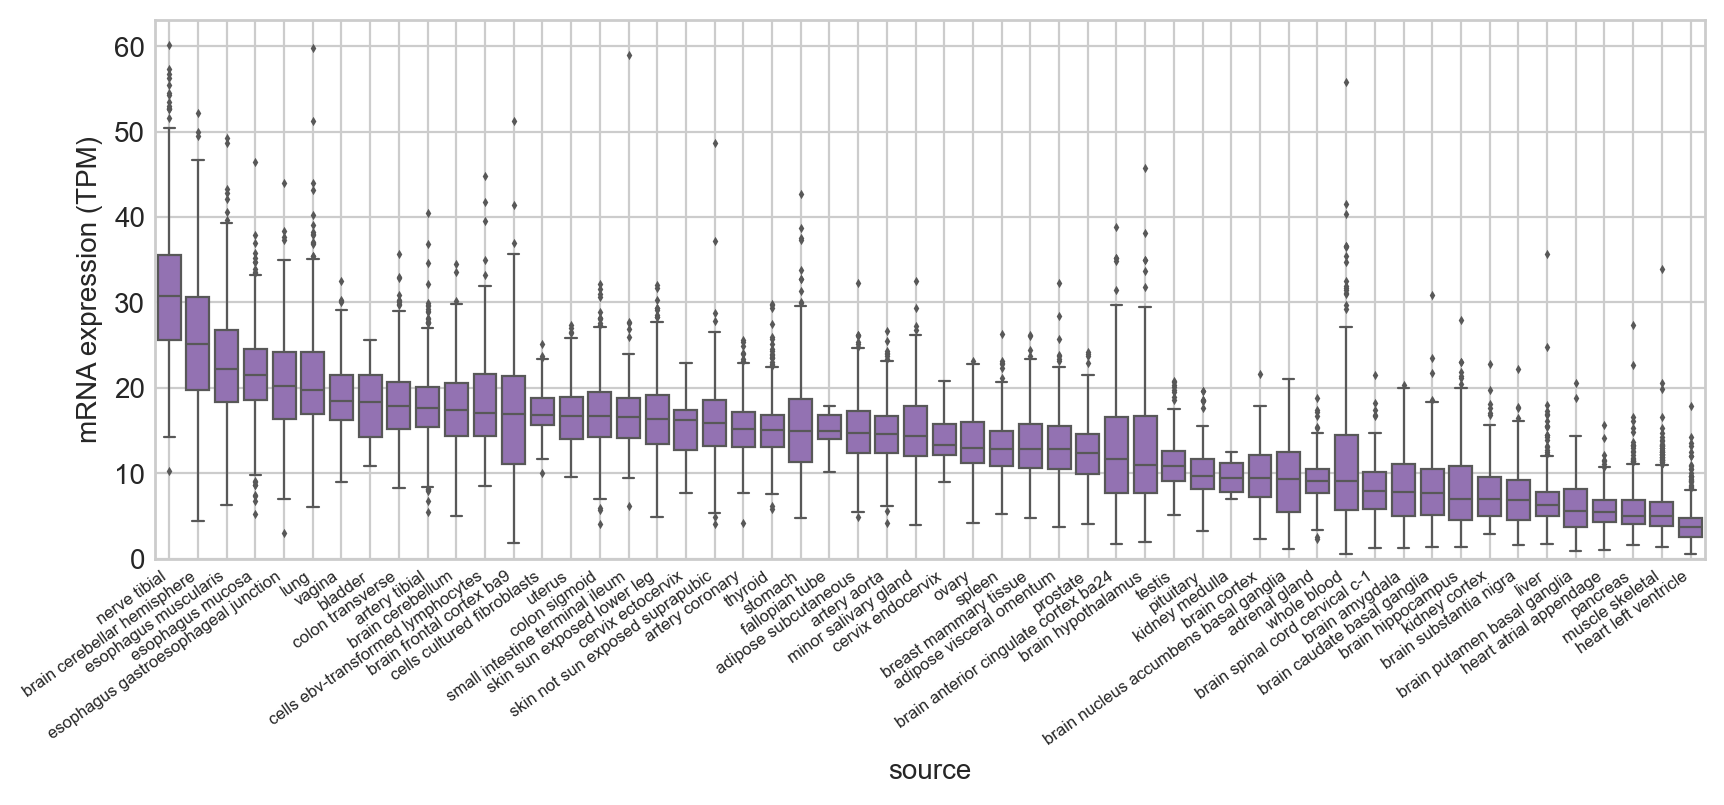 mRNA expression (TPM)
60
50
40
30
20
10
0
nerve tibial
brain cerebellar hemisphere
esophagus muscularis
esophagus mucosa
esophagus gastroesophageal junction
lung
vagina
bladder
colon transverse
artery tibial
brain cerebellum
cells ebv-transformed lymphocytes
brain frontal cortex ba9
cells cultured fibroblasts
uterus
colon sigmoid
small intestine terminal ileum
skin sun exposed lower leg
cervix ectocervix
skin not sun exposed suprapubic
artery coronary
thyroid
stomach
fallopian tube
adipose subcutaneous
artery aorta
minor salivary gland
cervix endocervix
ovary
spleen
breast mammary tissue
adipose visceral omentum
prostate
brain anterior cingulate cortex ba24
brain hypothalamus
testis
pituitary
kidney medulla
brain cortex
brain nucleus accumbens basal ganglia
adrenal gland
whole blood
brain spinal cord cervical c-1
brain amygdala
brain caudate basal ganglia
brain hippocampus
kidney cortex
brain substantia nigra
liver
brain putamen basal ganglia
heart atrial appendage
pancreas
muscle skeletal
heart left ventricle
source